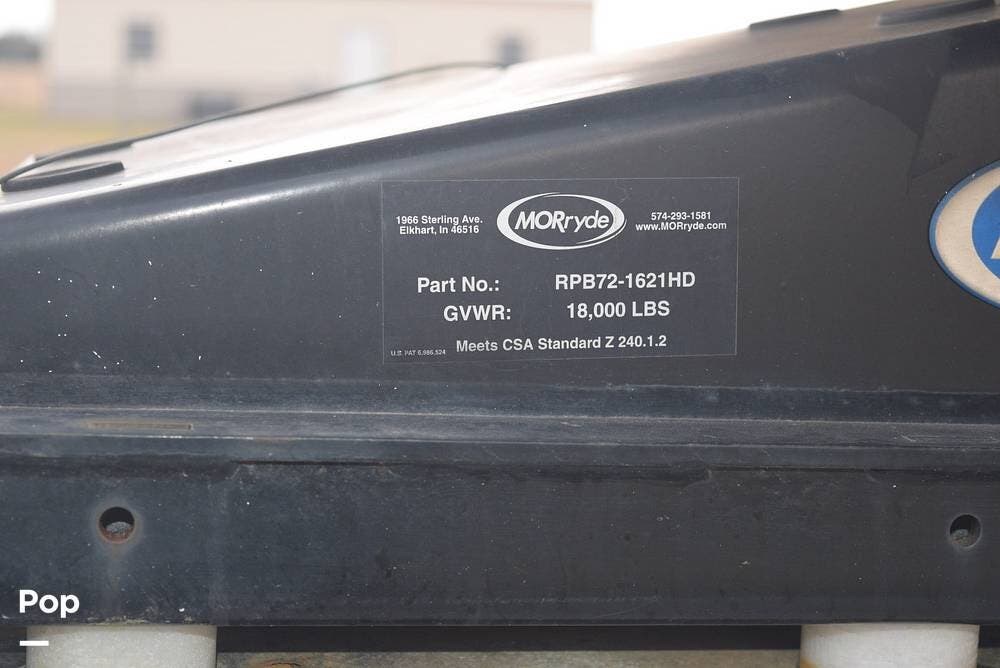 1966 Sterling Ave.
Elkhart, In 46516
MORryde
574-293-1581
www.MORryde.com
Part No.: RPB72-1621HD
GVWR: 18,000 LBS
U.S. PAT 6,986,524
Meets CSA Standard Z 240.1.2
Pop